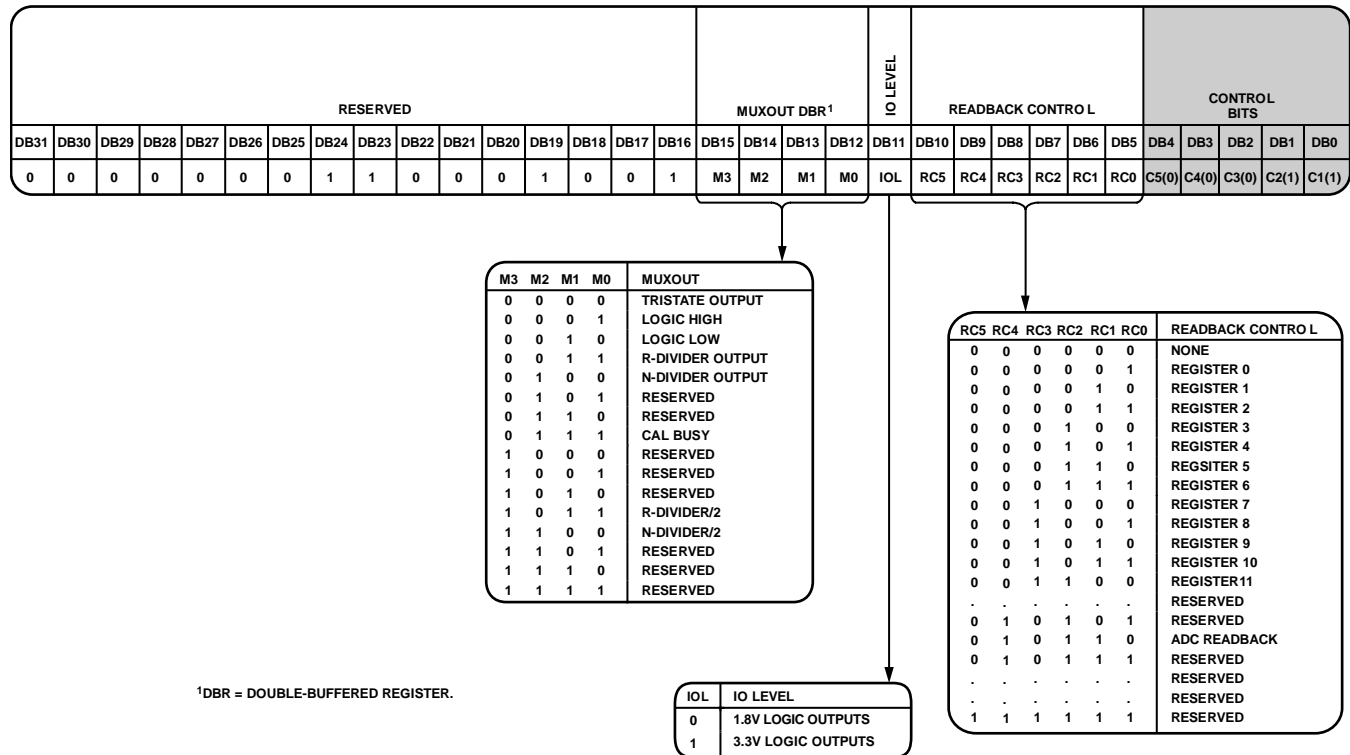 RESERVED MUXOUT DBR1 IO LEVEL READBACK CONTRO L CONTROL
BITS
DB31 DB30 DB29 DB28 DB27 DB26 DB25 DB24 DB23 DB22 DB21 DB20 DB19 DB18 DB17 DB16 DB15 DB14 DB13 DB12 DB11 DB10 DB9 DB8 DB7 DB6 DB5 DB4 DB3 DB2 DB1 DB0
0 0 0 0 0 0 0 1 1 0 0 0 1 0 0 1 M3 M2 M1 M0 IOL RC5 RC4 RC3 RC2 RC1 RC0 C5(0) C4(0) C3(0) C2(1) C1(1)
M3 M2 M1 M0 MUXOUT
0 0 0 0 TRISTATE OUTPUT
0 0 0 1 LOGIC HIGH
0 0 1 0 LOGIC LOW
0 0 1 1 R-DIVIDER OUTPUT
0 1 0 0 N-DIVIDER OUTPUT
0 1 0 1 RESERVED
0 1 1 0 RESERVED
0 1 1 1 CAL BUSY
1 0 0 0 RESERVED
1 0 0 1 RESERVED
1 0 1 0 RESERVED
1 0 1 1 R-DIVIDER/2
1 1 0 0 N-DIVIDER/2
1 1 0 1 RESERVED
1 1 1 0 RESERVED
1 1 1 1 RESERVED
RC5 RC4 RC3 RC2 RC1 RC0 READBACK CONTRO L
0 0 0 0 0 0 NONE
0 0 0 0 0 1 REGISTER 0
0 0 0 0 1 0 REGISTER 1
0 0 0 0 1 1 REGISTER 2
0 0 0 1 0 0 REGISTER 3
0 0 0 1 0 1 REGISTER 4
0 0 0 1 1 0 REGSITER 5
0 0 0 1 1 1 REGISTER 6
0 0 1 0 0 0 REGISTER 7
0 0 1 0 0 1 REGISTER 8
0 0 1 0 1 0 REGISTER 9
0 0 1 0 1 1 REGISTER 10
0 0 1 1 0 0 REGISTER11
. . . . . . RESERVED
0 1 0 1 0 1 RESERVED
0 1 0 1 1 0 ADC READBACK
0 1 0 1 1 1 RESERVED
. . . . . . RESERVED
. . . . . . RESERVED
1 1 1 1 1 1 RESERVED
1DBR = DOUBLE-BUFFERED REGISTER.
IOL IO LEVEL
0 1.8V LOGIC OUTPUTS
1 3.3V LOGIC OUTPUTS